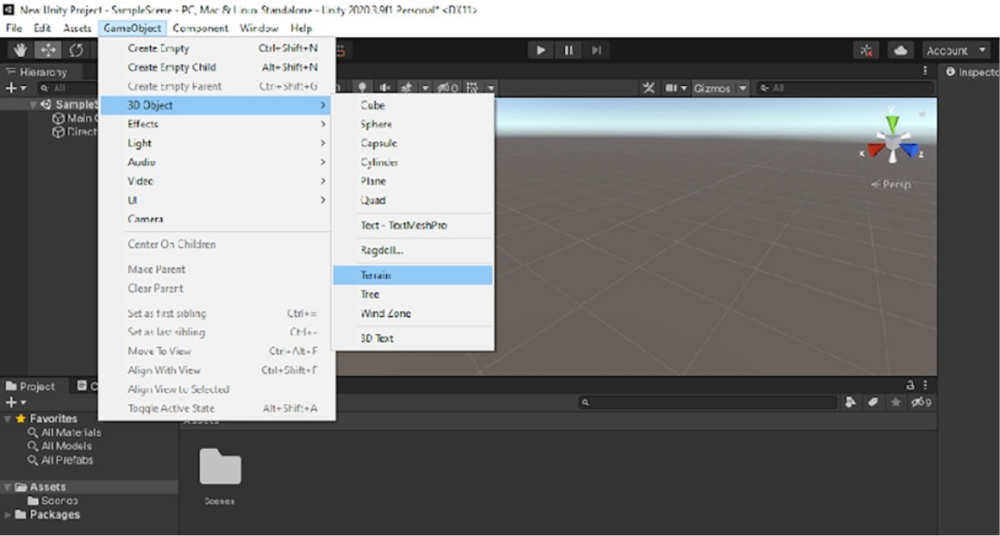 New Unity Project - SampleScene - PC, Mac & Linux Standalone - Unity 2020.3.9f1 Personal* <DX11>
File Edit Assets GameObject Component Window Help
Account
Hierarchy
All
SampleS
Main C
Direct
Create Empty Ctrl+Shift+N
Create Empty Child Alt+Shift+N
Create Empty Parent Ctrl+Shift+G
3D Object >
Effects >
Light >
Audio >
Video >
UI >
Camera
Center On Children
Make Parent
Clear Parent
Set as first sibling Ctrl+=
Set as last sibling Ctrl+-
Move To View Ctrl+Alt+F
Align With View Ctrl+Shift+F
Align View to Selected
Toggle Active State Alt+Shift+A
Cube
Sphere
Capsule
Cylinder
Plane
Quad
Text - TextMeshPro
Ragdoll...
Terrain
Tree
Wind Zone
3D Text
0
Gizmos
All
y
x
z
Persp
Inspecto
Project
C
9
Favorites
All Materials
All Models
All Prefabs
Assets
Scenes
Packages
Assets
Scenes